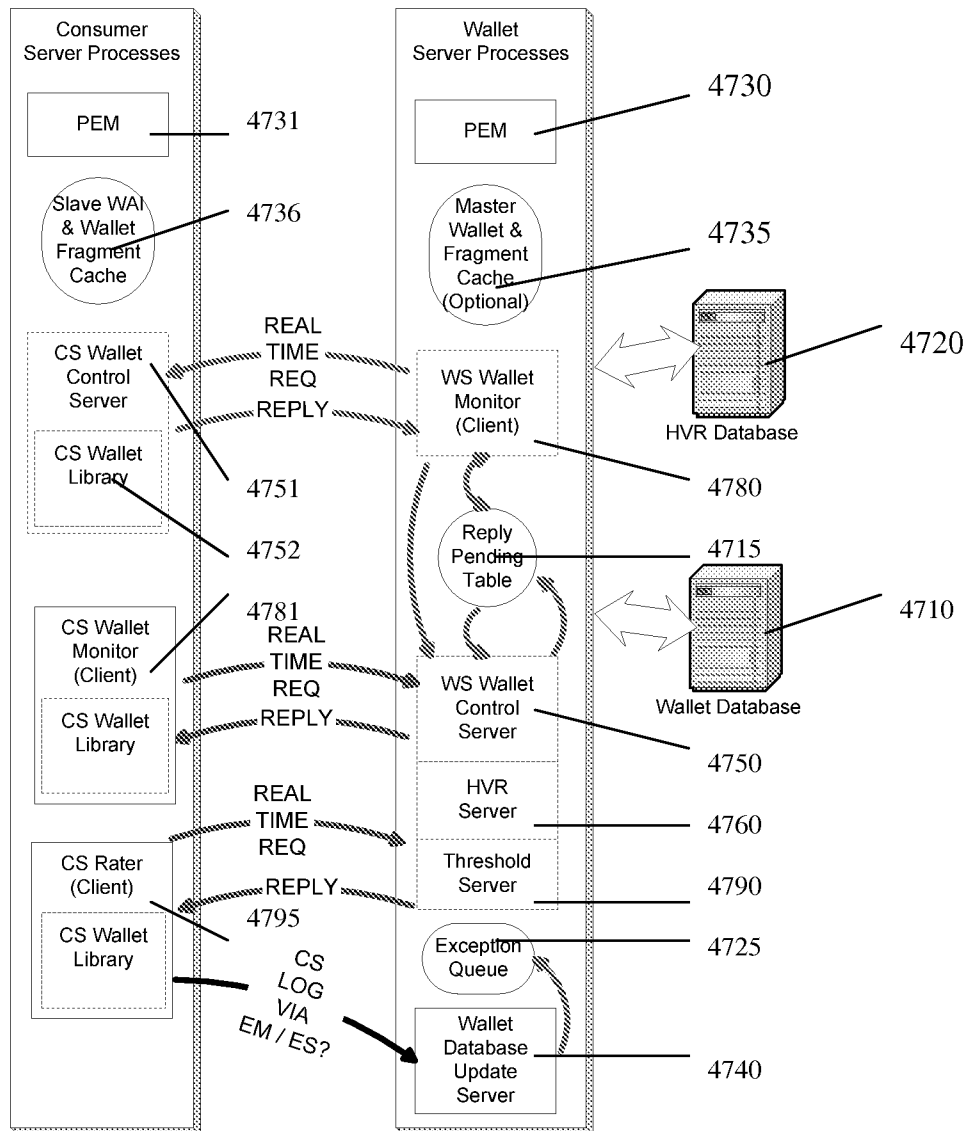 Consumer
Server Processes
PEM
4731
Slave WAI
& Wallet
Fragment
Cache
4736
CS Wallet
Control
Server
CS Wallet
Library
4751
4752
4781
CS Wallet
Monitor
(Client)
CS Wallet
Library
CS Rater
(Client)
4795
CS Wallet
Library
REAL
TIME
REQ
REPLY
REAL
TIME
REQ
REPLY
REAL
TIME
REQ
REPLY
CS
LOG
VIA
EM / ES?
Wallet
Server Processes
PEM
4730
Master
Wallet &
Fragment
Cache
(Optional)
4735
WS Wallet
Monitor
(Client)
4780
Reply
Pending
Table
4715
WS Wallet
Control
Server
4750
HVR
Server
4760
Threshold
Server
4790
Exception
Queue
4725
Wallet
Database
Update
Server
4740
4720
HVR Database
4710
Wallet Database